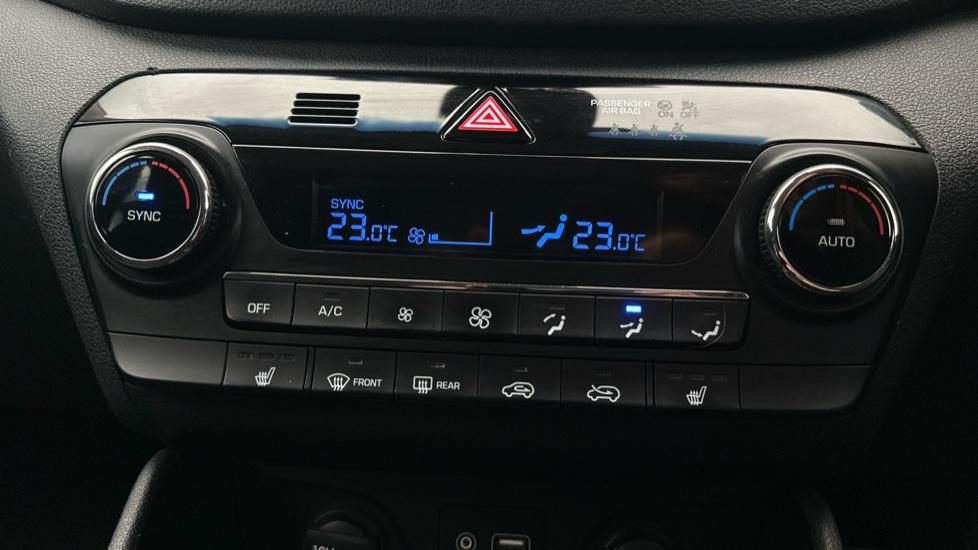 PASSENGER
AIR BAG
ON
OFF
SYNC
23.0°C
23.0°C
SYNC
AUTO
OFF
A/C
FRONT
REAR